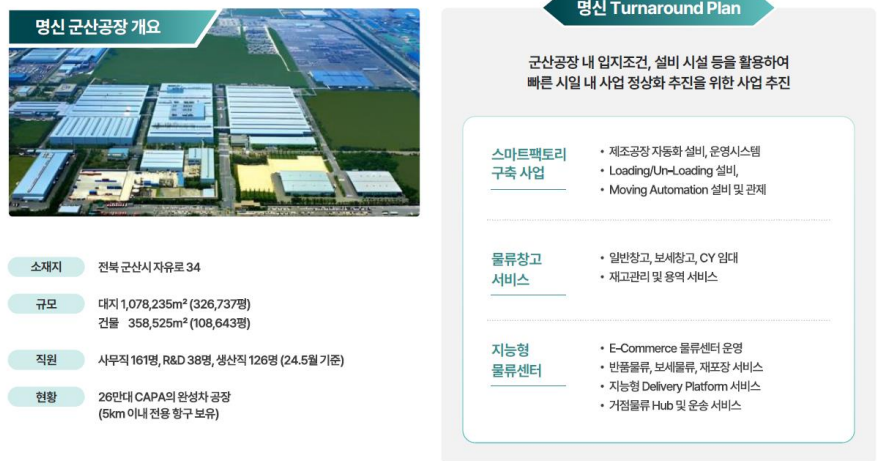 명신 군산공장 개요
소재지 전북 군산시 자유로 34
규모 대지 1,078,235m² (326,737평)
건물 358,525m² (108,643평)
직원 사무직 161명, R&D 38명, 생산직 126명 (24.5월 기준)
현황 26만대 CAPA의 완성차 공장
(5km 이내 전용 항구 보유)
명신 Turnaround Plan
군산공장 내 입지조건, 설비 시설 등을 활용하여
빠른 시일 내 사업 정상화 추진을 위한 사업 추진
스마트팩토리
구축 사업
• 제조공장 자동화 설비, 운영시스템
• Loading/Un-Loading 설비,
• Moving Automation 설비 및 관제
물류창고
서비스
• 일반창고, 보세창고, CY 임대
• 재고관리 및 용역 서비스
지능형
물류센터
• E-Commerce 물류센터 운영
• 반품물류, 보세물류, 재포장 서비스
• 지능형 Delivery Platform 서비스
• 거점물류 Hub 및 운송 서비스